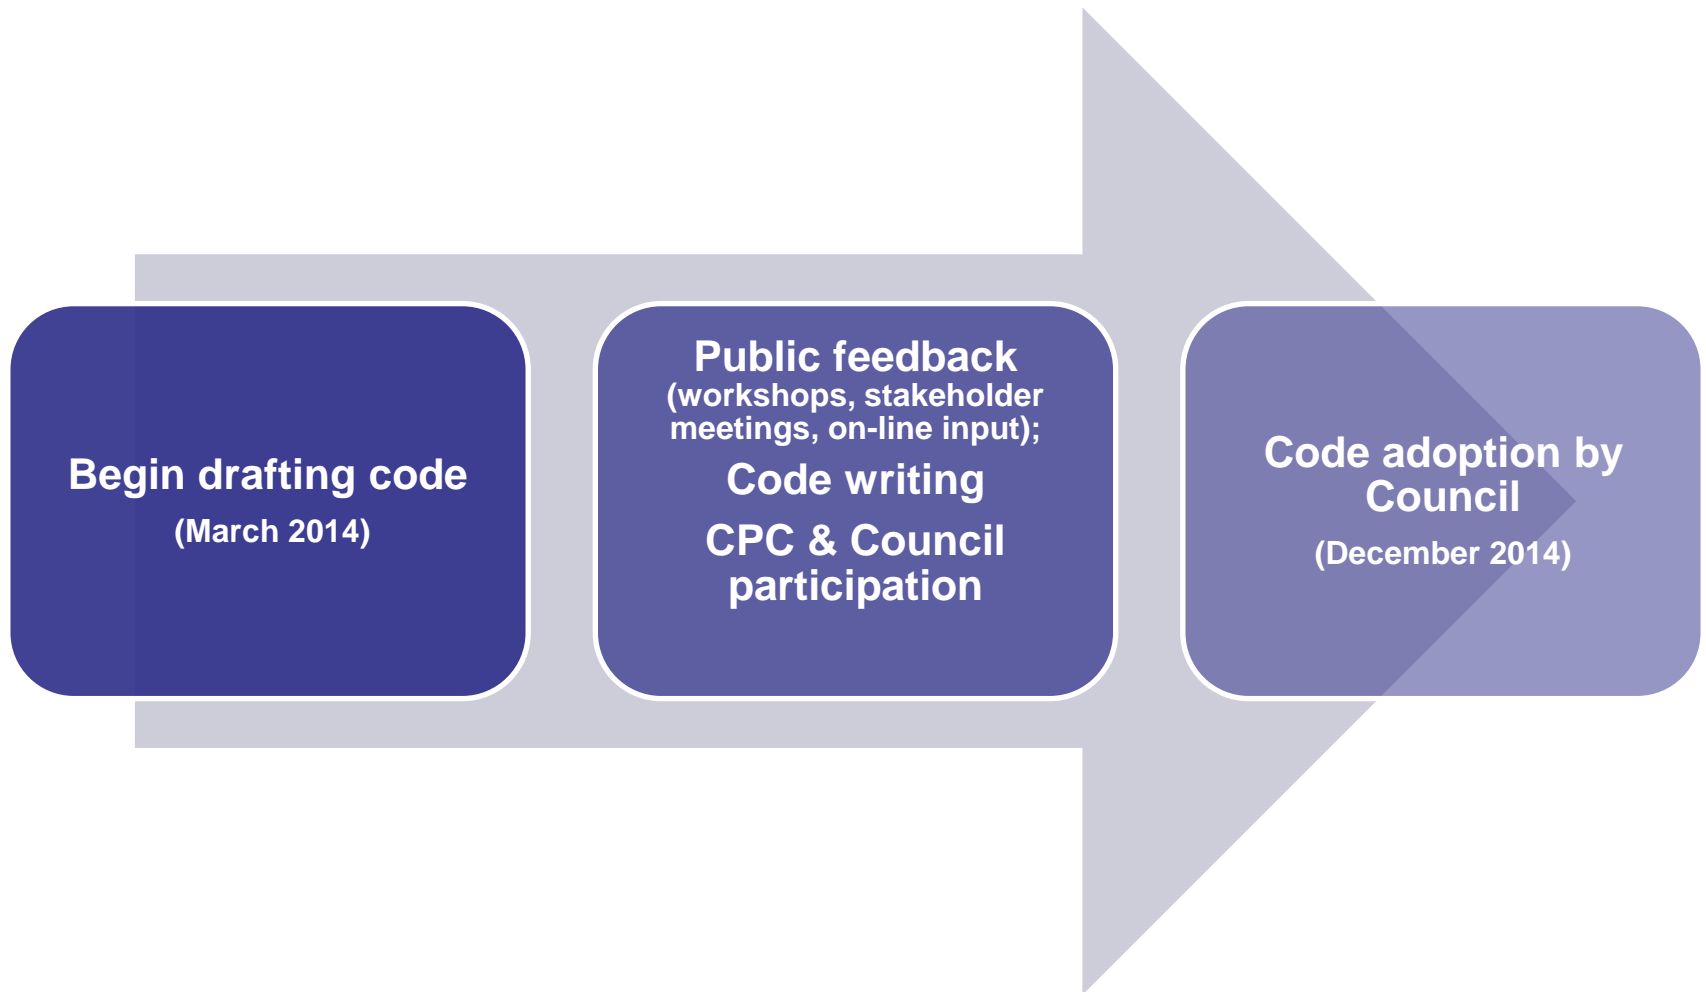 Begin drafting code
(March 2014)
Public feedback
(workshops, stakeholder
meetings, on-line input);
Code writing
CPC & Council
participation
Code adoption by
Council
(December 2014)